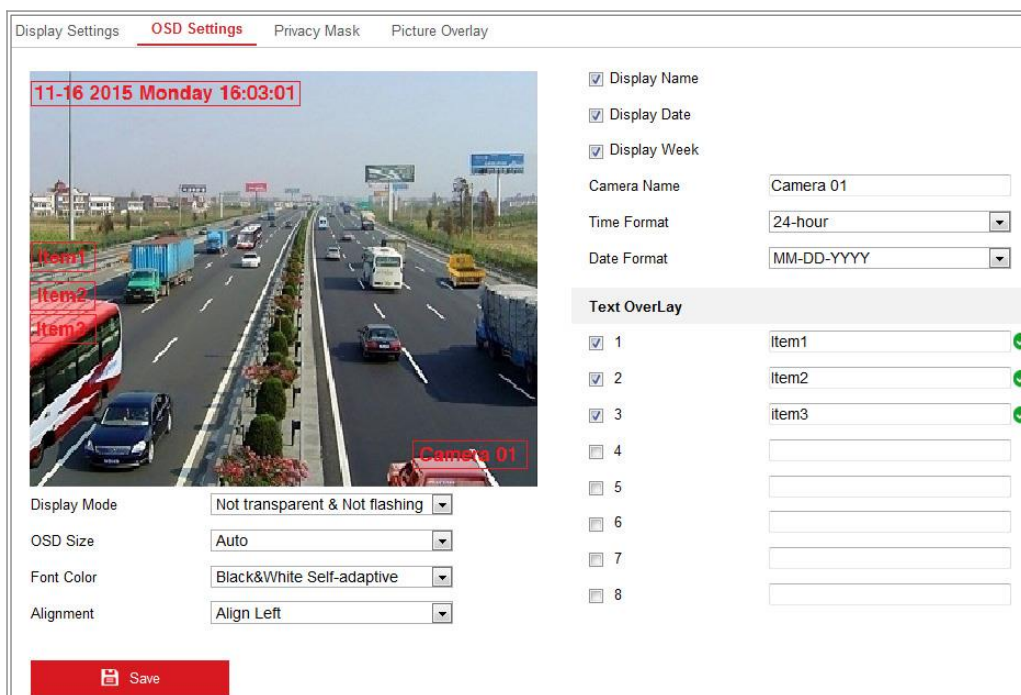 Display Settings OSD Settings Privacy Mask Picture Overlay
11-16 2015 Monday 16:03:01
Item1
Item2
Item3
Camera 01
Display Mode Not transparent & Not flashing
OSD Size Auto
Font Color Black&White Self-adaptive
Alignment Align Left
Save
Display Name
Display Date
Display Week
Camera Name Camera 01
Time Format 24-hour
Date Format MM-DD-YYYY
Text OverLay
1 Item1
2 Item2
3 item3
4
5
6
7
8